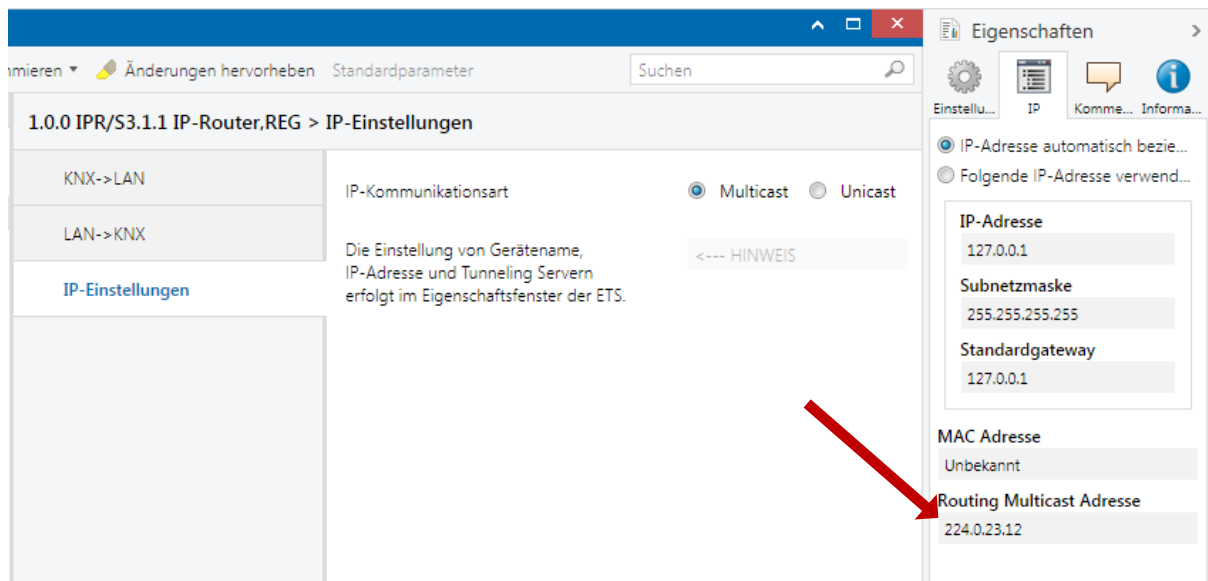 Änderungen hervorheben Standardparameter Suchen
1.0.0 IPR/S3.1.1 IP-Router,REG > IP-Einstellungen
KNX->LAN
LAN->KNX
IP-Einstellungen
IP-Kommunikationsart Multicast Unicast
Die Einstellung von Gerätename,
IP-Adresse und Tunneling Servern
erfolgt im Eigenschaftsfenster der ETS.
<--- HINWEIS
Eigenschaften
Einstellu... IP Komme... Informa...
IP-Adresse automatisch bezie...
Folgende IP-Adresse verwend...
IP-Adresse
127.0.0.1
Subnetzmaske
255.255.255.255
Standardgateway
127.0.0.1
MAC Adresse
Unbekannt
Routing Multicast Adresse
224.0.23.12